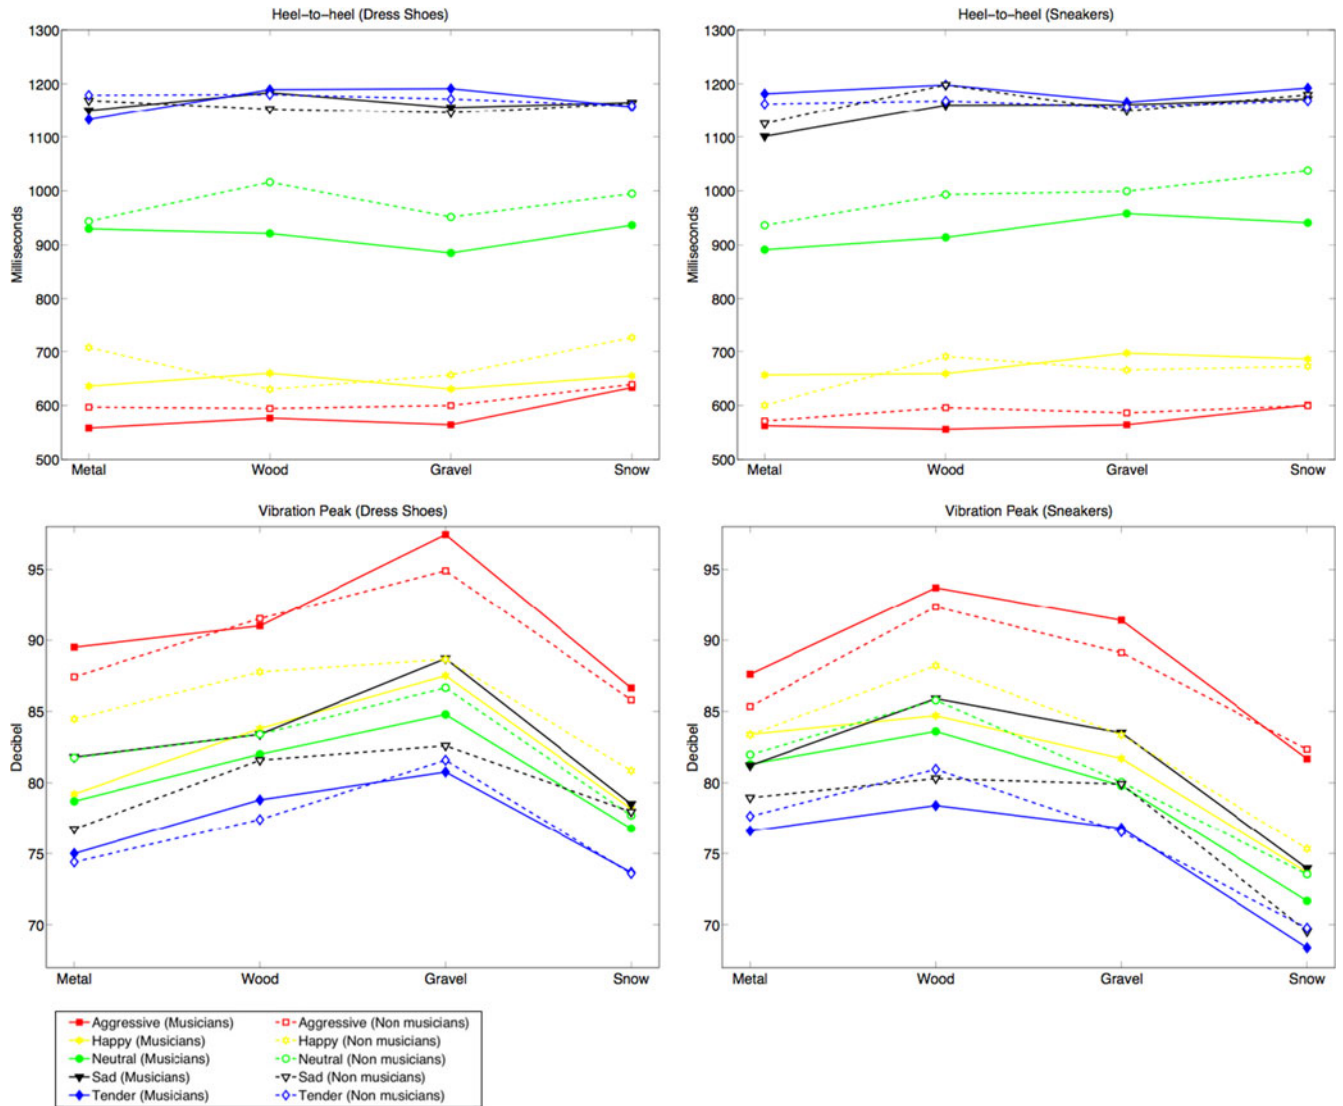 Heel-to-heel (Dress Shoes)
1300
1200
1100
1000
900
800
700
600
500
Milliseconds
Metal Wood Gravel Snow
Heel-to-heel (Sneakers)
1300
1200
1100
1000
900
800
700
600
500
Milliseconds
Metal Wood Gravel Snow
Vibration Peak (Dress Shoes)
95
90
85
80
75
70
Decibel
Metal Wood Gravel Snow
Vibration Peak (Sneakers)
95
90
85
80
75
70
Decibel
Metal Wood Gravel Snow
Aggressive (Musicians) Aggressive (Non musicians)
Happy (Musicians) Happy (Non musicians)
Neutral (Musicians) Neutral (Non musicians)
Sad (Musicians) Sad (Non musicians)
Tender (Musicians) Tender (Non musicians)